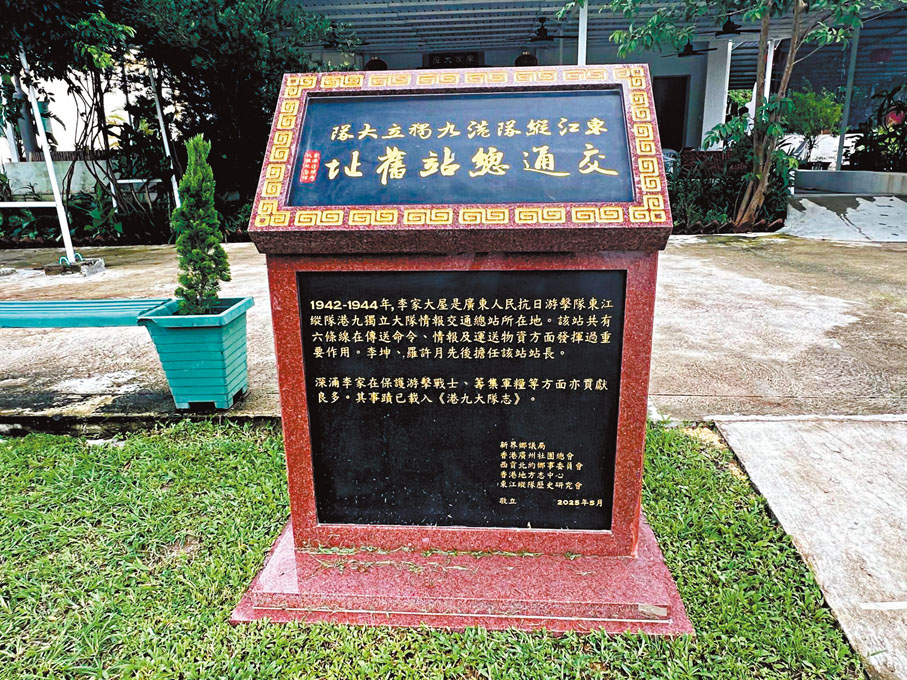 東江縱隊港九獨立大隊
交通總站舊址
1942-1944年，李家大屋是廣東人民抗日游擊隊東江
縱隊港九獨立大隊情報交通總站所在地。該站共有
六條線在傳送命令、情報及運送物資方面發揮過重
要作用。李坤、羅許月先後擔任該站站長。
深涌李家在保護游擊戰士、籌集軍糧等方面亦貢獻
良多。其事蹟已載入《港九大隊志》。
新界鄉議局
香港廣州社團總會
西貢北約鄉事委員會
香港地方志中心
東江縱隊歷史研究會
敬立 2025年5月